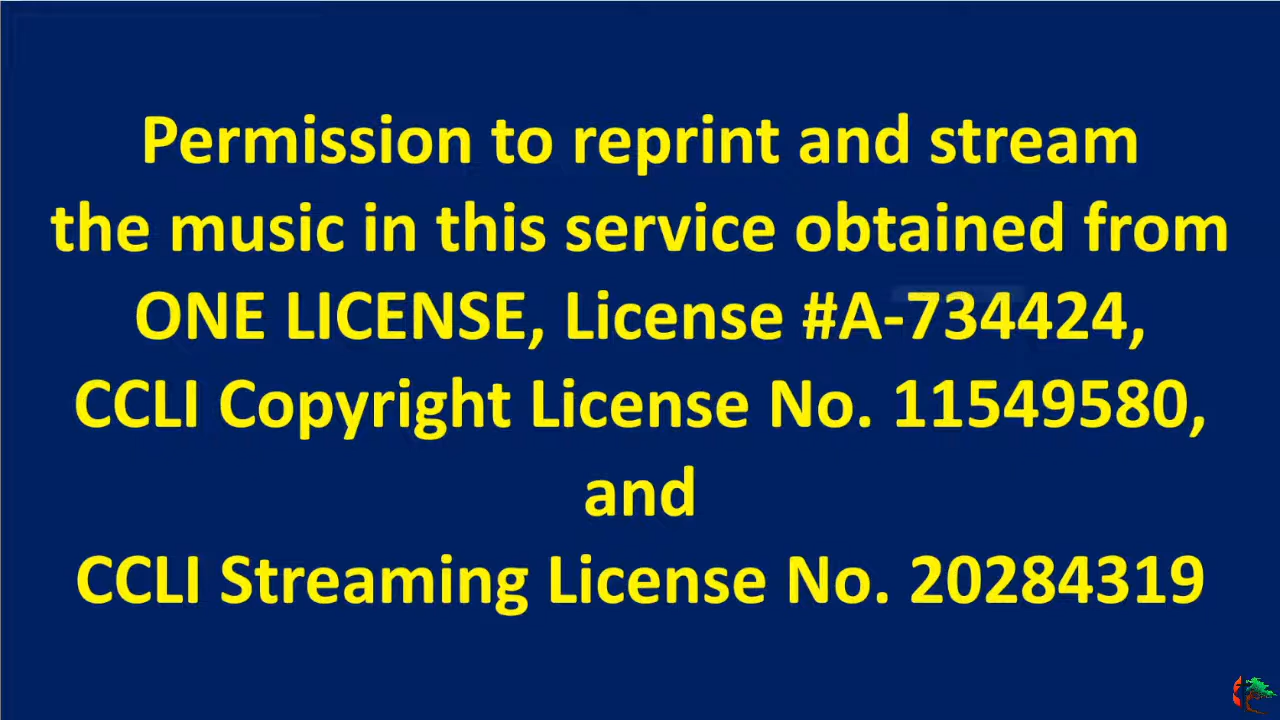 Permission to reprint and stream
the music in this service obtained from
ONE LICENSE, License #A-734424,
CCLI Copyright License No. 11549580,
and
CCLI Streaming License No. 20284319